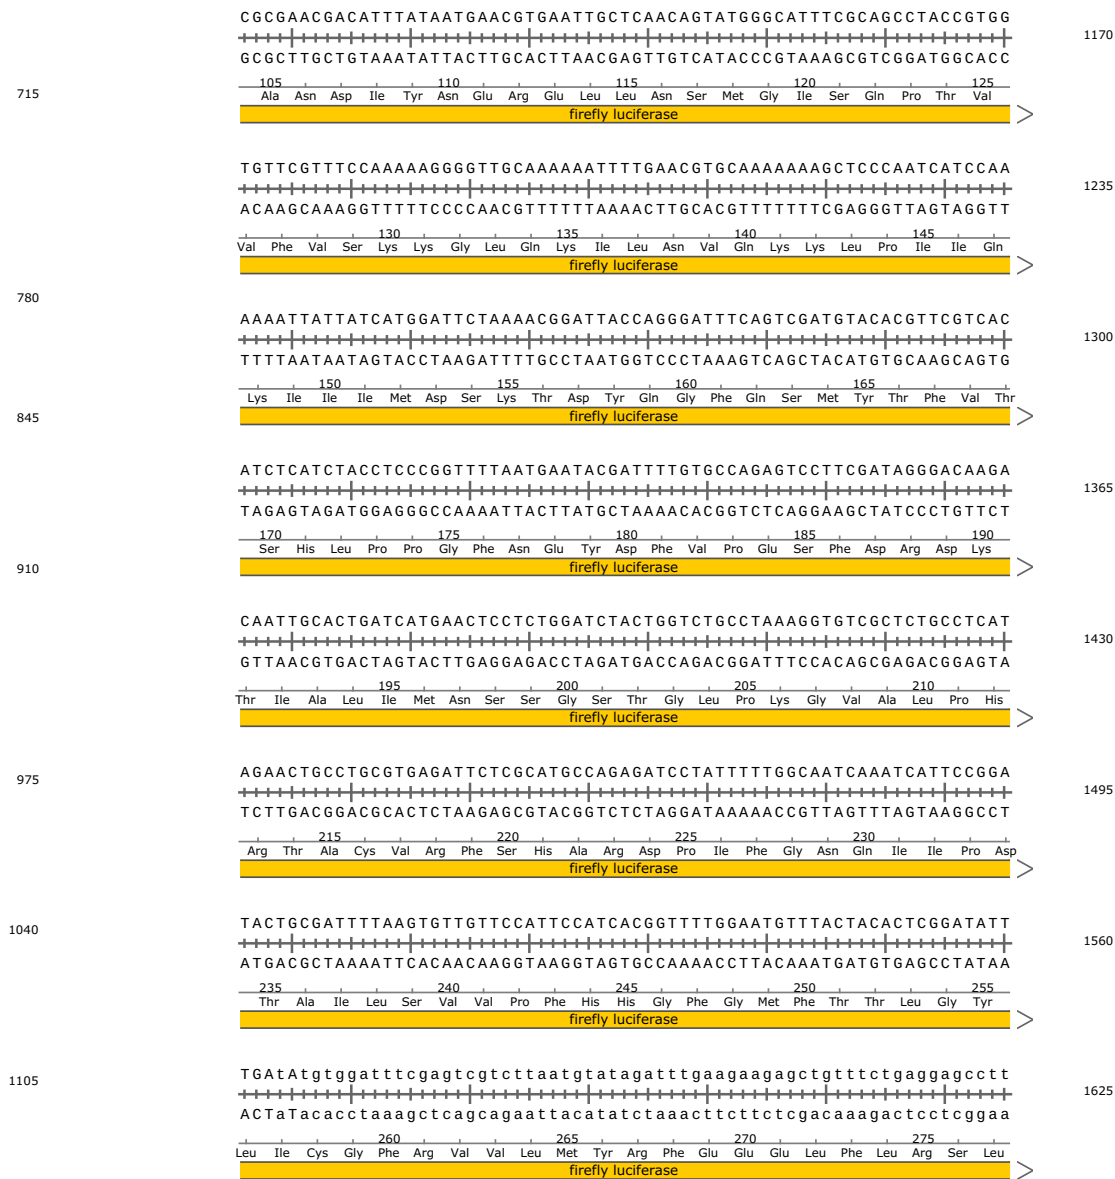 CGCGAACGACATTTATAATGAACGTGAATTGCTCAACAGTATGGGCATTTCGCAGCCTACCGTGG
1170
GCGCTTGCTGTAAATATTACTTGCACTTAACGAGTTGTCATACCCGTAAAGCGTCGGATGGCACC
105 110 115 120 125
715
Ala Asn Asp Ile Tyr Asn Glu Arg Glu Leu Leu Asn Ser Met Gly Ile Ser Gln Pro Thr Val
firefly luciferase
TGTTCGTTTCCAAAAAGGGGTTGCAAAAAATTTTGAACGTGCAAAAAAAGCTCCCAATCATCCAA
1235
ACAAGCAAAGGTTTTTCCCCAACGTTTTTTAAAACTTGCACGTTTTTTTCGAGGGTTAGTAGGTT
130 135 140 145
Val Phe Val Ser Lys Lys Gly Leu Gln Lys Ile Leu Asn Val Gln Lys Lys Leu Pro Ile Ile Gln
firefly luciferase
780
AAAATTATTATCATGGATTCTAAAACGGATTACCAGGGATTTCAGTCGATGTACACGTTCGTCAC
1300
TTTTAATAATAGTACCTAAGATTTTGCCTAATGGTCCCTAAAGTCAGCTACATGTGCAAGCAGTG
150 155 160 165
Lys Ile Ile Ile Met Asp Ser Lys Thr Asp Tyr Gln Gly Phe Gln Ser Met Tyr Thr Phe Val Thr
845
firefly luciferase
ATCTCATCTACCTCCCGGTTTTAATGAATACGATTTTGTGCCAGAGTCCTTCGATAGGGACAAGA
1365
TAGAGTAGATGGAGGGCCAAAATTACTTATGCTAAAACACGGTCTCAGGAAGCTATCCCTGTTCT
170 175 180 185 190
Ser His Leu Pro Pro Gly Phe Asn Glu Tyr Asp Phe Val Pro Glu Ser Phe Asp Arg Asp Lys
910
firefly luciferase
CAATTGCACTGATCATGAACTCCTCTGGATCTACTGGTCTGCCTAAAGGTGTCGCTCTGCCTCAT
1430
GTTAACGTGACTAGTACTTGAGGAGACCTAGATGACCAGACGGATTTCCACAGCGAGACGGAGTA
195 200 205 210
Thr Ile Ala Leu Ile Met Asn Ser Ser Gly Ser Thr Gly Leu Pro Lys Gly Val Ala Leu Pro His
firefly luciferase
975
AGAACTGCCTGCGTGAGATTCTCGCATGCCAGAGATCCTATTTTTGGCAATCAAATCATTCCGGA
1495
TCTTGACGGACGCACTCTAAGAGCGTACGGTCTCTAGGATAAAAACCGTTAGTTTAGTAAGGCCT
215 220 225 230
Arg Thr Ala Cys Val Arg Phe Ser His Ala Arg Asp Pro Ile Phe Gly Asn Gln Ile Ile Pro Asp
firefly luciferase
1040
TACTGCGATTTTAAGTGTTGTTCCATTCCATCACGGTTTTGGAATGTTTACTACACTCGGATATT
1560
ATGACGCTAAAATTCACAACAAGGTAAGGTAGTGCCAAAACCTTACAAATGATGTGAGCCTATAA
235 240 245 250 255
Thr Ala Ile Leu Ser Val Val Pro Phe His His Gly Phe Gly Met Phe Thr Thr Leu Gly Tyr
firefly luciferase
1105
TGAtAtgtggatttcgagtcgtcttaatgtatagatttgaagaagagctgtttctgaggagcctt
1625
ACTaTacacctaaagctcagcagaattacatatctaaacttcttctcgacaaagactcctcggaa
260 265 270 275
Leu Ile Cys Gly Phe Arg Val Val Leu Met Tyr Arg Phe Glu Glu Glu Leu Phe Leu Arg Ser Leu
firefly luciferase